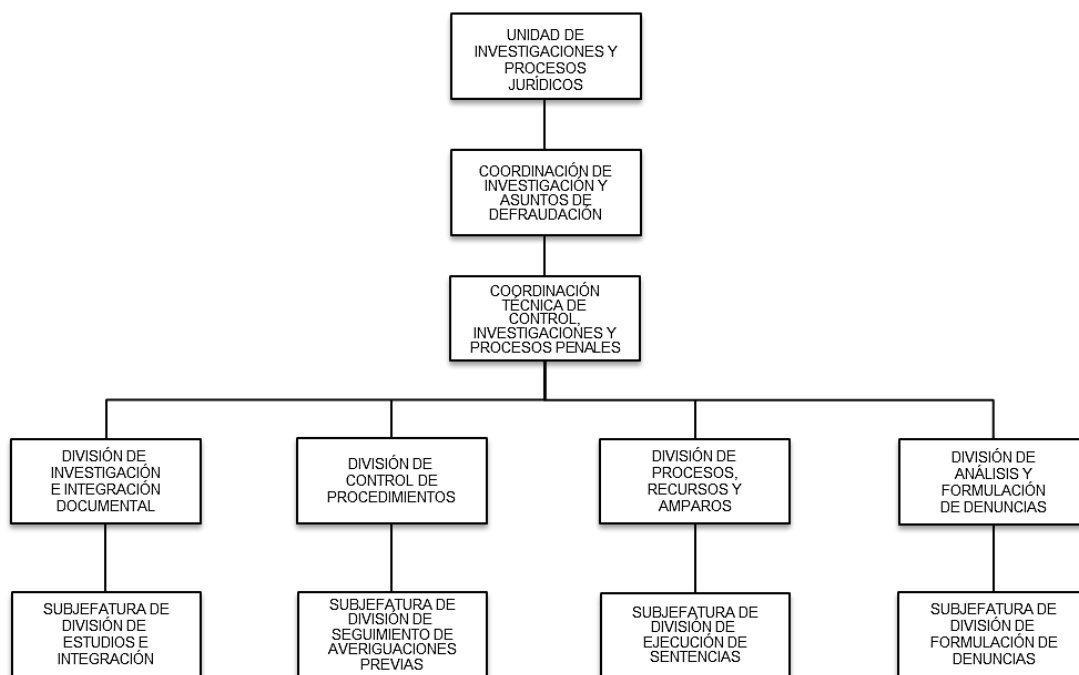 UNIDAD DE
INVESTIGACIONES Y
PROCESOS
JURÍDICOS
COORDINACIÓN DE
INVESTIGACIÓN Y
ASUNTOS DE
DEFRAUDACIÓN
COORDINACIÓN
TÉCNICA DE
CONTROL,
INVESTIGACIONES Y
PROCESOS PENALES
DIVISIÓN DE
INVESTIGACIÓN
E INTEGRACIÓN
DOCUMENTAL
DIVISIÓN DE
CONTROL DE
PROCEDIMIENTOS
DIVISIÓN DE
PROCESOS,
RECURSOS Y
AMPAROS
DIVISIÓN DE
ANÁLISIS Y
FORMULACIÓN
DE DENUNCIAS
SUBJEFATURA DE
DIVISIÓN DE
ESTUDIOS E
INTEGRACIÓN
SUBJEFATURA DE
DIVISIÓN DE
SEGUIMIENTO DE
AVERIGUACIONES
PREVIAS
SUBJEFATURA DE
DIVISIÓN DE
EJECUCIÓN DE
SENTENCIAS
SUBJEFATURA DE
DIVISIÓN DE
FORMULACIÓN DE
DENUNCIAS